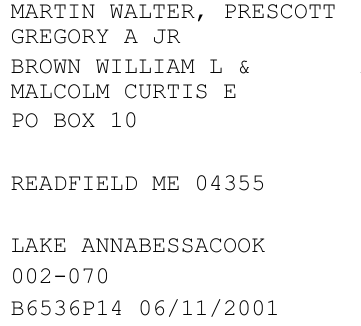 MARTIN WALTER, PRESCOTT
GREGORY A JR
BROWN WILLIAM L &
MALCOLM CURTIS E
PO BOX 10
READFIELD ME 04355
LAKE ANNABESSACOOK
002-070
B6536P14 06/11/2001